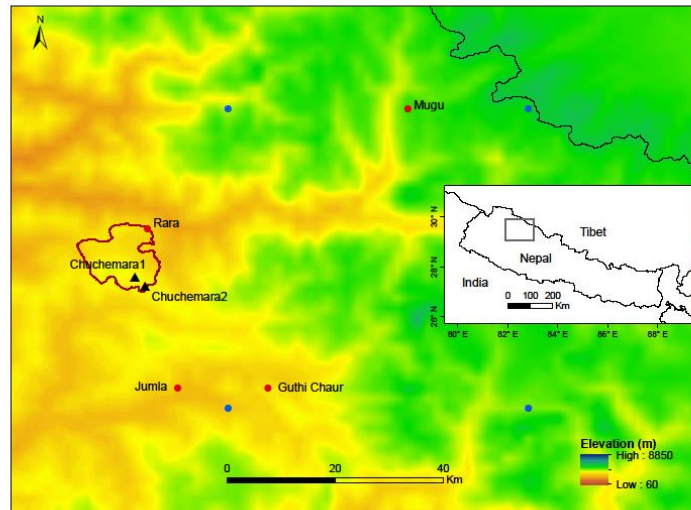 N
Mugu
Rara
Chuchemara1
Chuchemara2
Jumla
Guthi Chaur
0 20 40
Km
30° N
28° N
26° N
Tibet
Nepal
India
0 100 200
Km
80° E 82° E 84° E 86° E 88° E
Elevation (m)
High : 8850
Low : 60